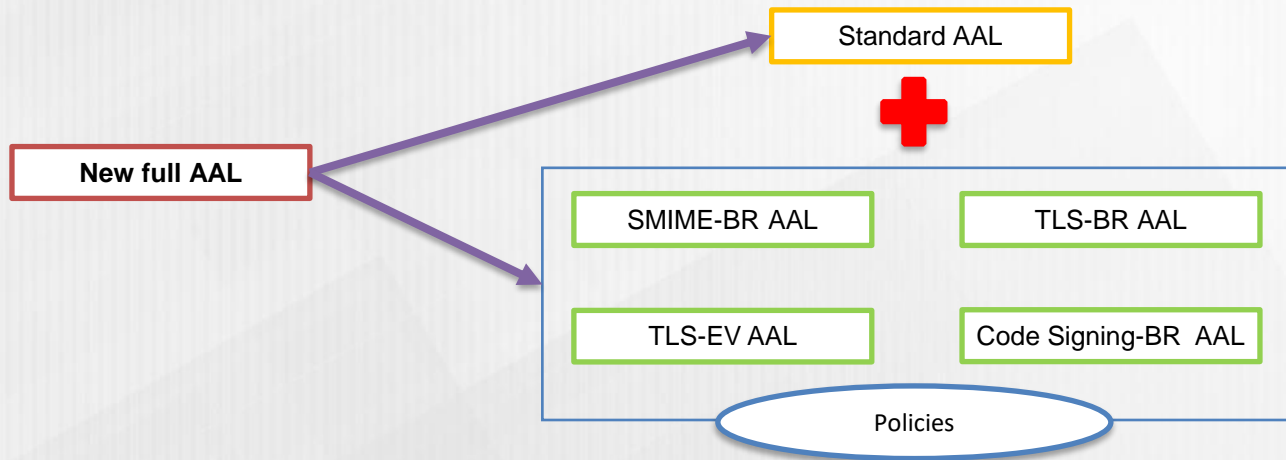 Standard AAL
New full AAL
SMIME-BR AAL
TLS-BR AAL
TLS-EV AAL
Code Signing-BR AAL
Policies